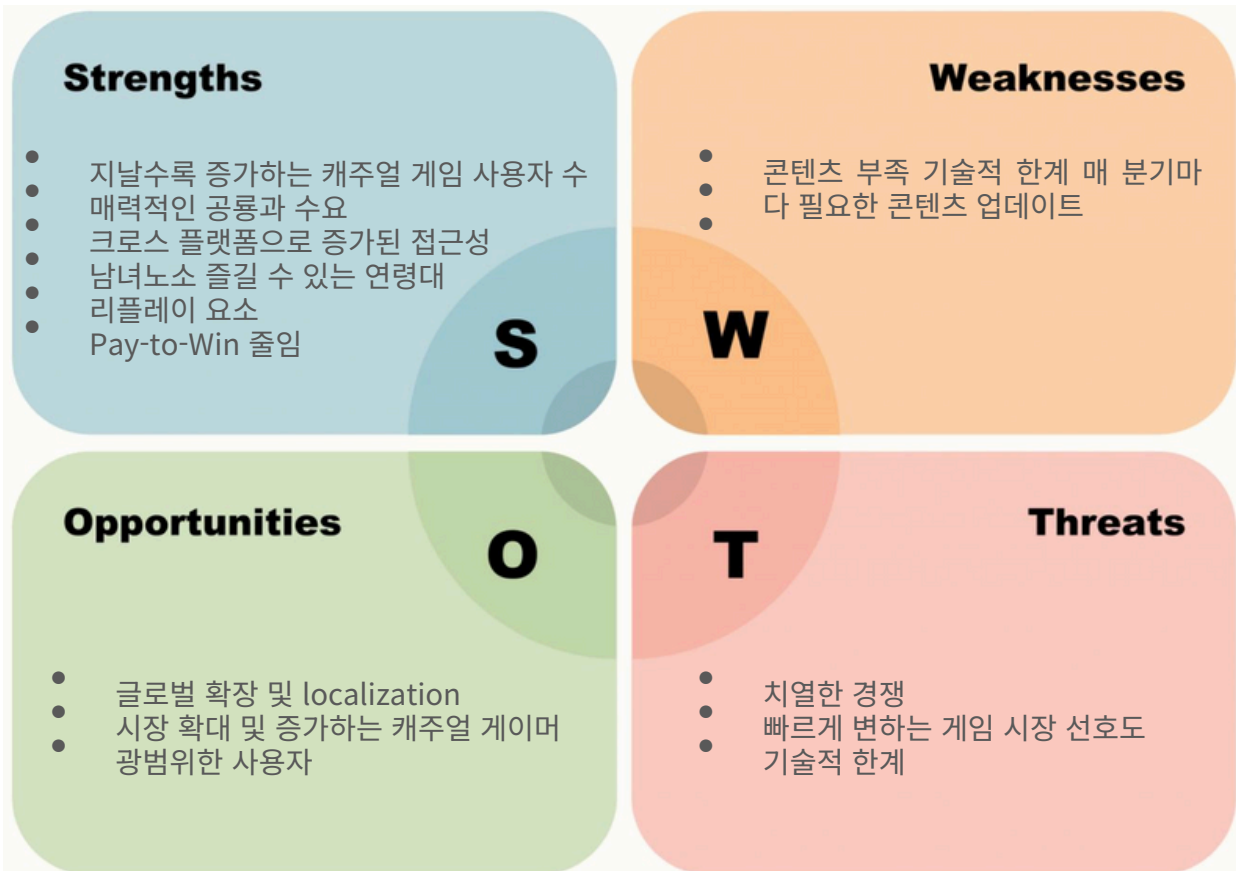 Strengths
• 지날수록 증가하는 캐주얼 게임 사용자 수
• 매력적인 공룡과 수요
• 크로스 플랫폼으로 증가된 접근성
• 남녀노소 즐길 수 있는 연령대
• 리플레이 요소
• Pay-to-Win 줄임
S
Weaknesses
• 콘텐츠 부족 기술적 한계 매 분기마
• 다 필요한 콘텐츠 업데이트
•
W
Opportunities
O
• 글로벌 확장 및 localization
• 시장 확대 및 증가하는 캐주얼 게이머
• 광범위한 사용자
Threats
T
• 치열한 경쟁
• 빠르게 변하는 게임 시장 선호도
• 기술적 한계